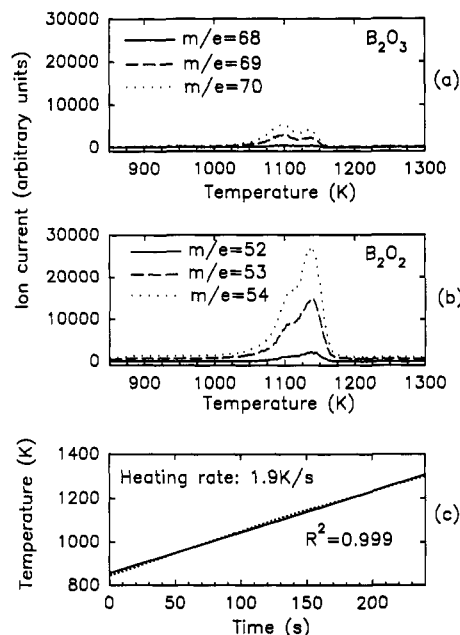 Ion current (arbitrary units)
30000
20000
10000
0
m/e=68
m/e=69
m/e=70
B₂O₃
(a)
900 1000 1100 1200 1300
Temperature (K)
30000
20000
10000
0
m/e=52
m/e=53
m/e=54
B₂O₂
(b)
900 1000 1100 1200 1300
Temperature (K)
Temperature (K)
1400
1200
1000
800
Heating rate: 1.9K/s
R²=0.999
(c)
0 50 100 150 200
Time (s)